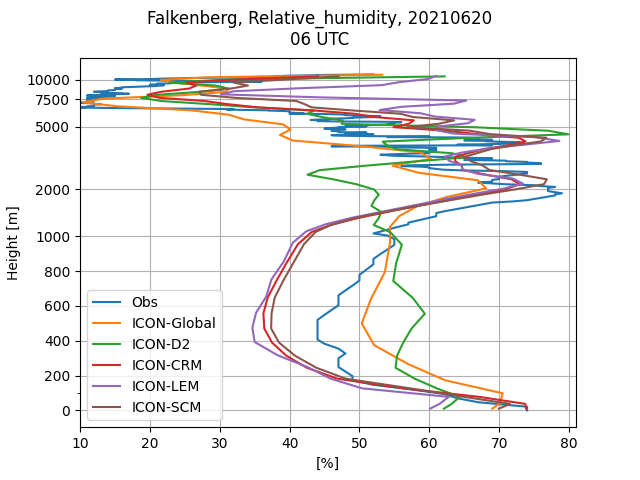 Falkenberg, Relative_humidity, 20210620
06 UTC
10000
7500
5000
2000
1000
800
600
400
200
0
Height [m]
Obs
ICON-Global
ICON-D2
ICON-CRM
ICON-LEM
ICON-SCM
10 20 30 40 50 60 70 80
[%]